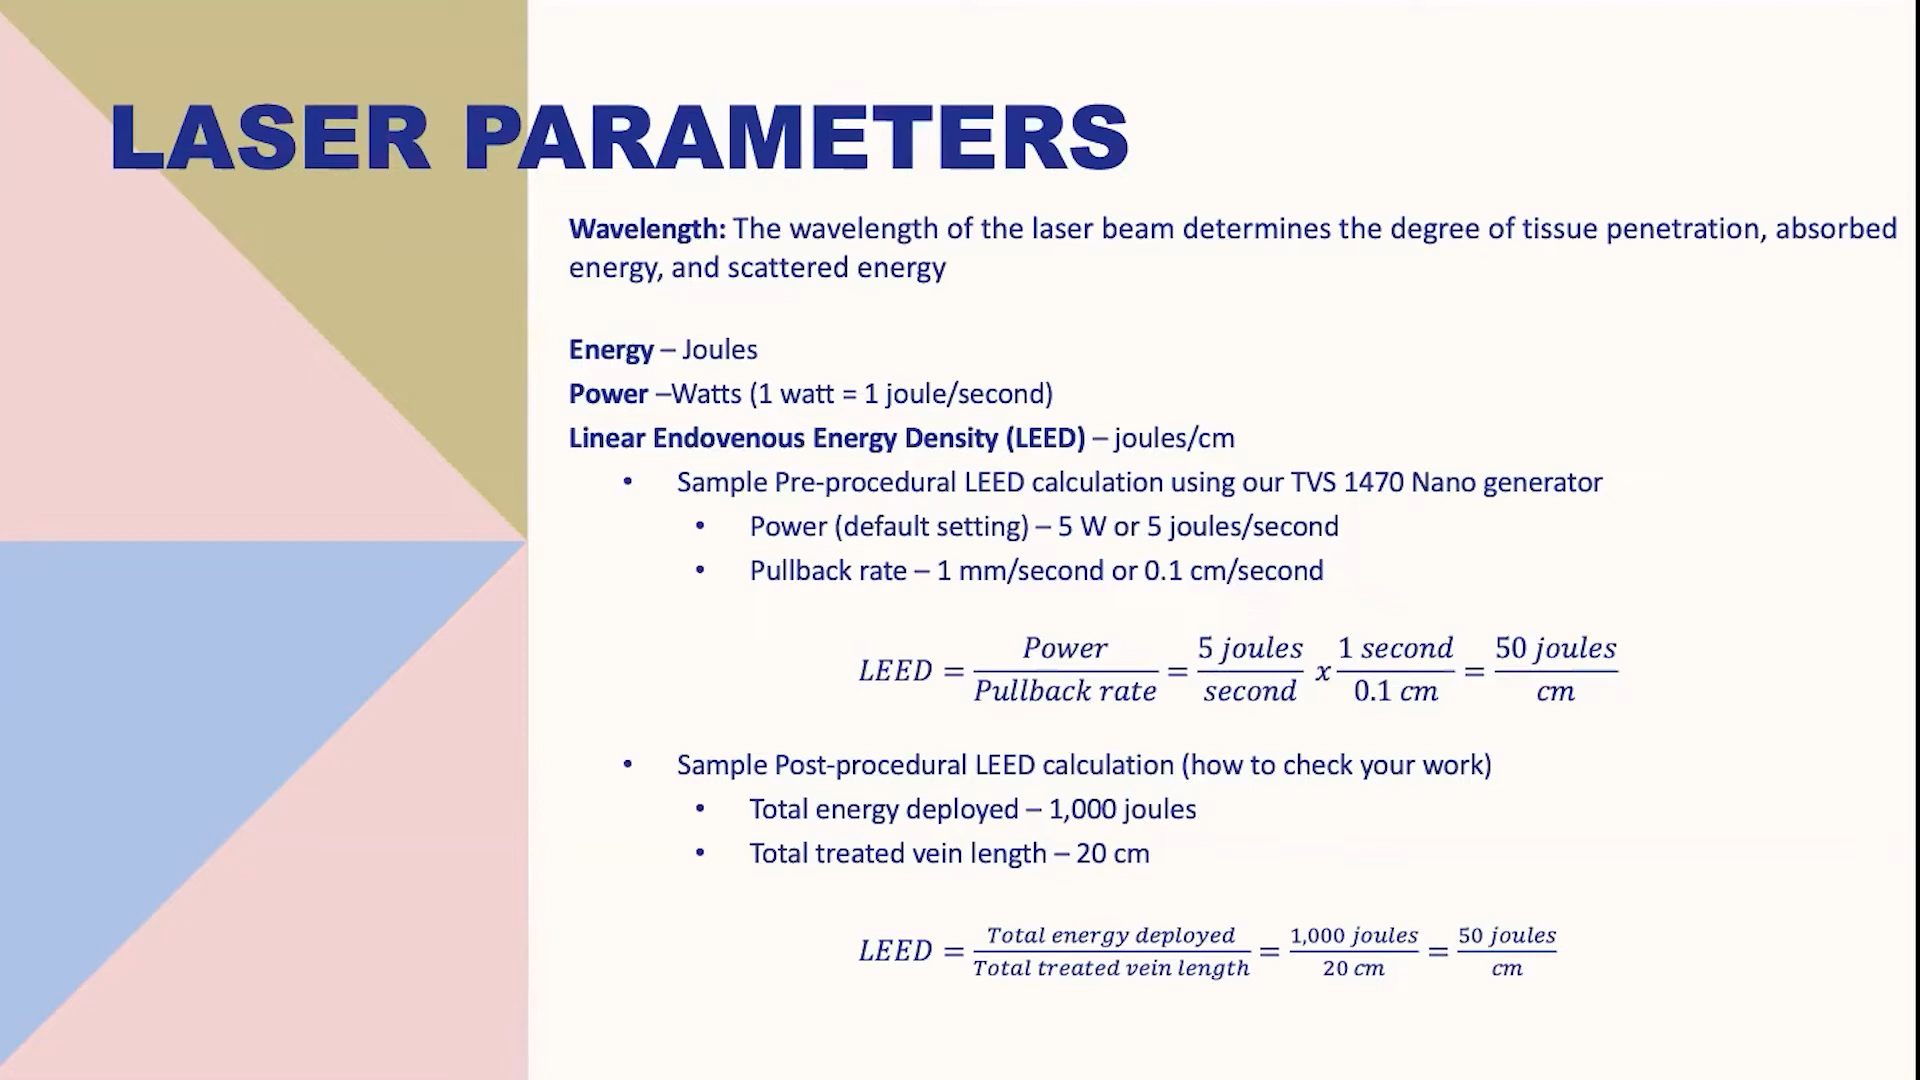 LASER PARAMETERS
Wavelength: The wavelength of the laser beam determines the degree of tissue penetration, absorbed
energy, and scattered energy
Energy – Joules
Power –Watts (1 watt = 1 joule/second)
Linear Endovenous Energy Density (LEED) – joules/cm
• Sample Pre-procedural LEED calculation using our TVS 1470 Nano generator
• Power (default setting) – 5 W or 5 joules/second
• Pullback rate – 1 mm/second or 0.1 cm/second
LEED = Power / Pullback rate = 5 joules / second x 1 second / 0.1 cm = 50 joules / cm
• Sample Post-procedural LEED calculation (how to check your work)
• Total energy deployed – 1,000 joules
• Total treated vein length – 20 cm
LEED = Total energy deployed / Total treated vein length = 1,000 joules / 20 cm = 50 joules / cm